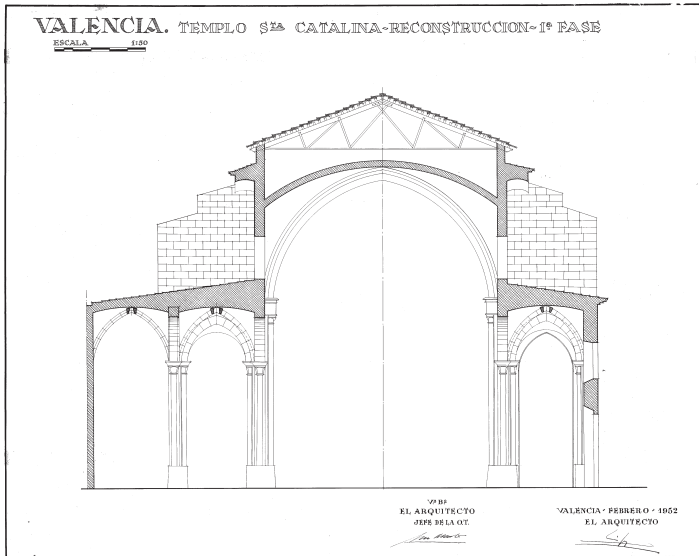 VALENCIA. TEMPLO Sta CATALINA-RECONSTRUCCION-1ª FASE
ESCALA 1:50
Vº Bº
EL ARQUITECTO
JEFE DE LA O.T.
VALENCIA - FEBRERO - 1952
EL ARQUITECTO